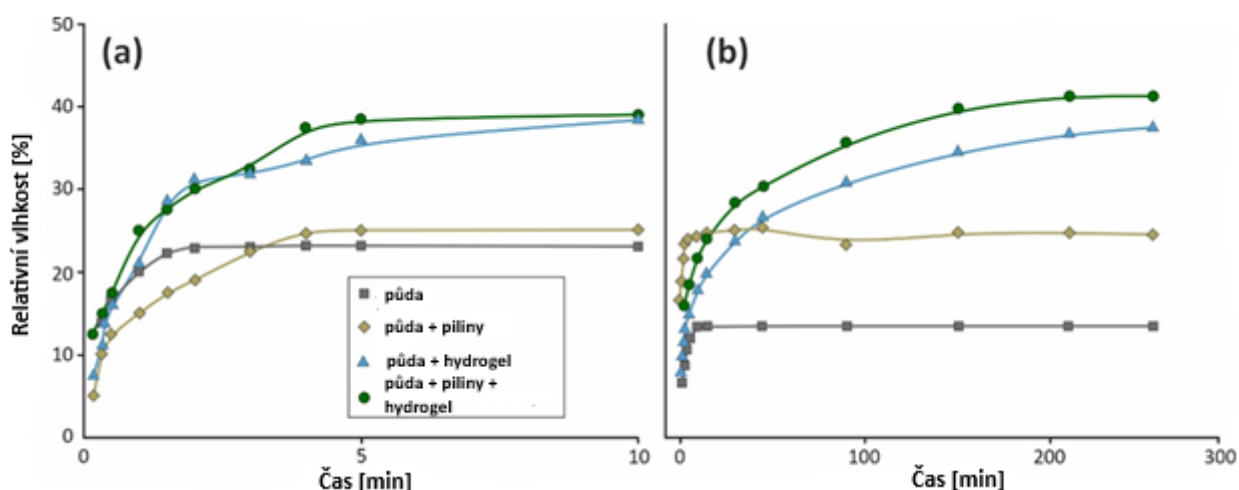 50
40
30
20
10
0
Relativní vlhkost [%]
(a)
půda
půda + piliny
půda + hydrogel
půda + piliny +
hydrogel
0 5 10
Čas [min]
(b)
0 100 200 300
Čas [min]